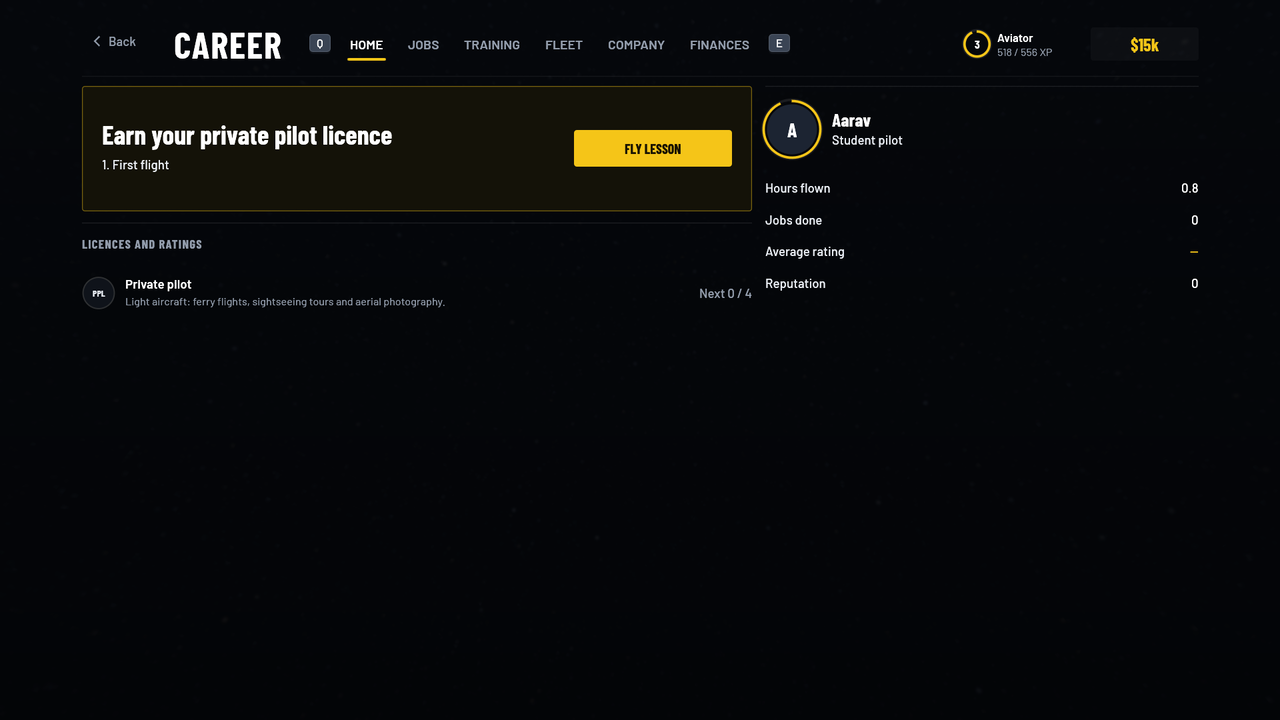 Back
CAREER
Q
HOME
JOBS
TRAINING
FLEET
COMPANY
FINANCES
E
3
Aviator
518 / 556 XP
$15k
Earn your private pilot licence
1. First flight
FLY LESSON
LICENCES AND RATINGS
PPL
Private pilot
Light aircraft: ferry flights, sightseeing tours and aerial photography.
Next 0 / 4
A
Aarav
Student pilot
Hours flown 0.8
Jobs done 0
Average rating –
Reputation 0